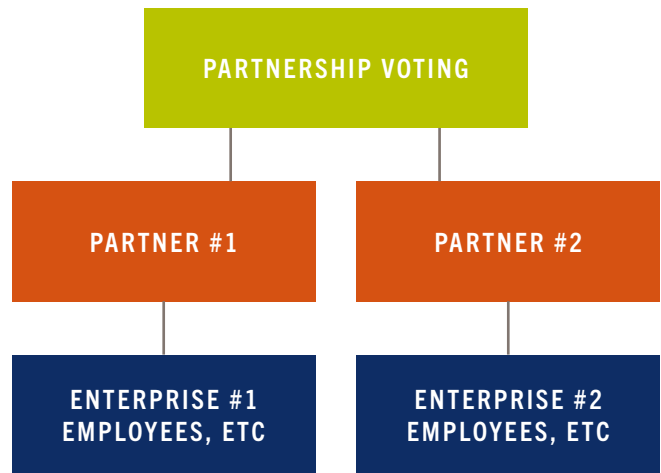 PARTNERSHIP VOTING
PARTNER #1
PARTNER #2
ENTERPRISE #1
EMPLOYEES, ETC
ENTERPRISE #2
EMPLOYEES, ETC